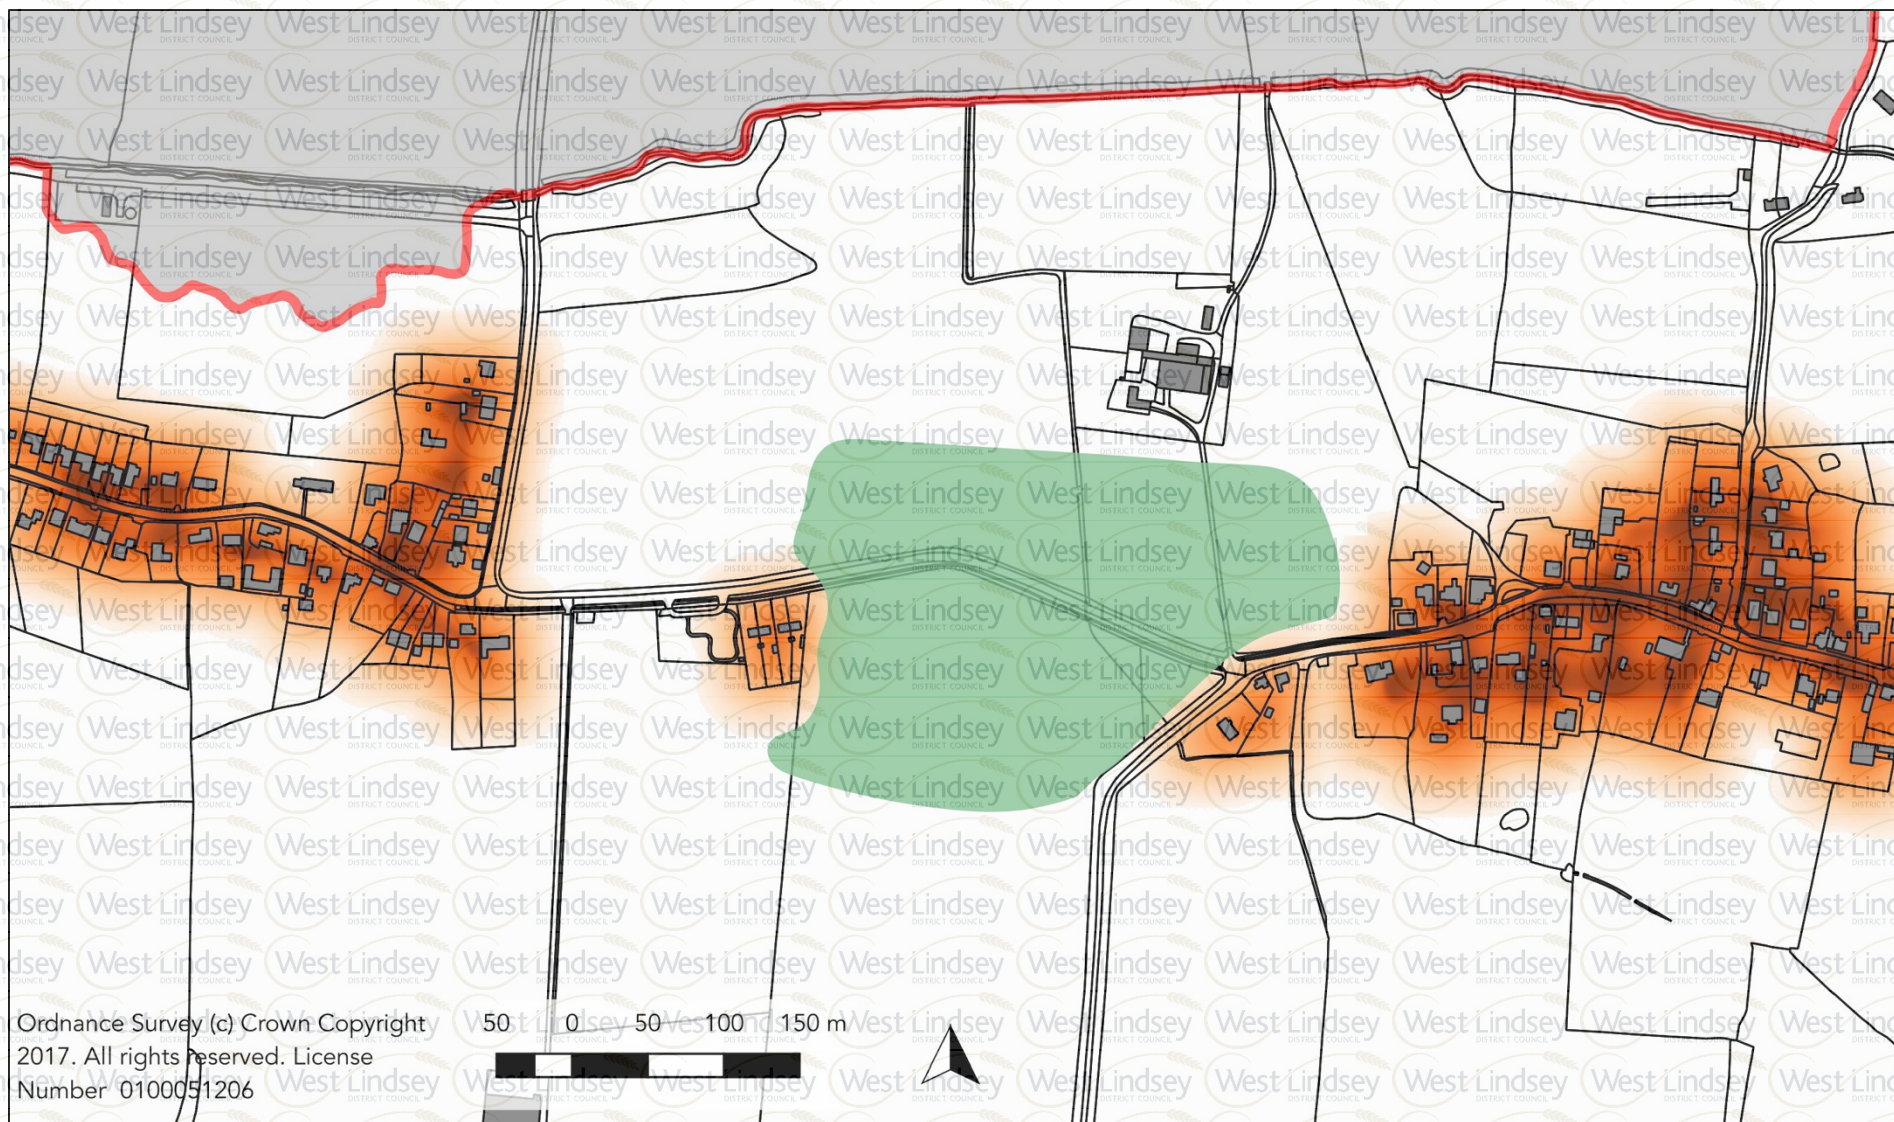 West Lindsey
DISTRICT COUNCIL
Ordnance Survey (c) Crown Copyright
2017. All rights reserved. License
Number 0100051206
50 0 50 100 150 m